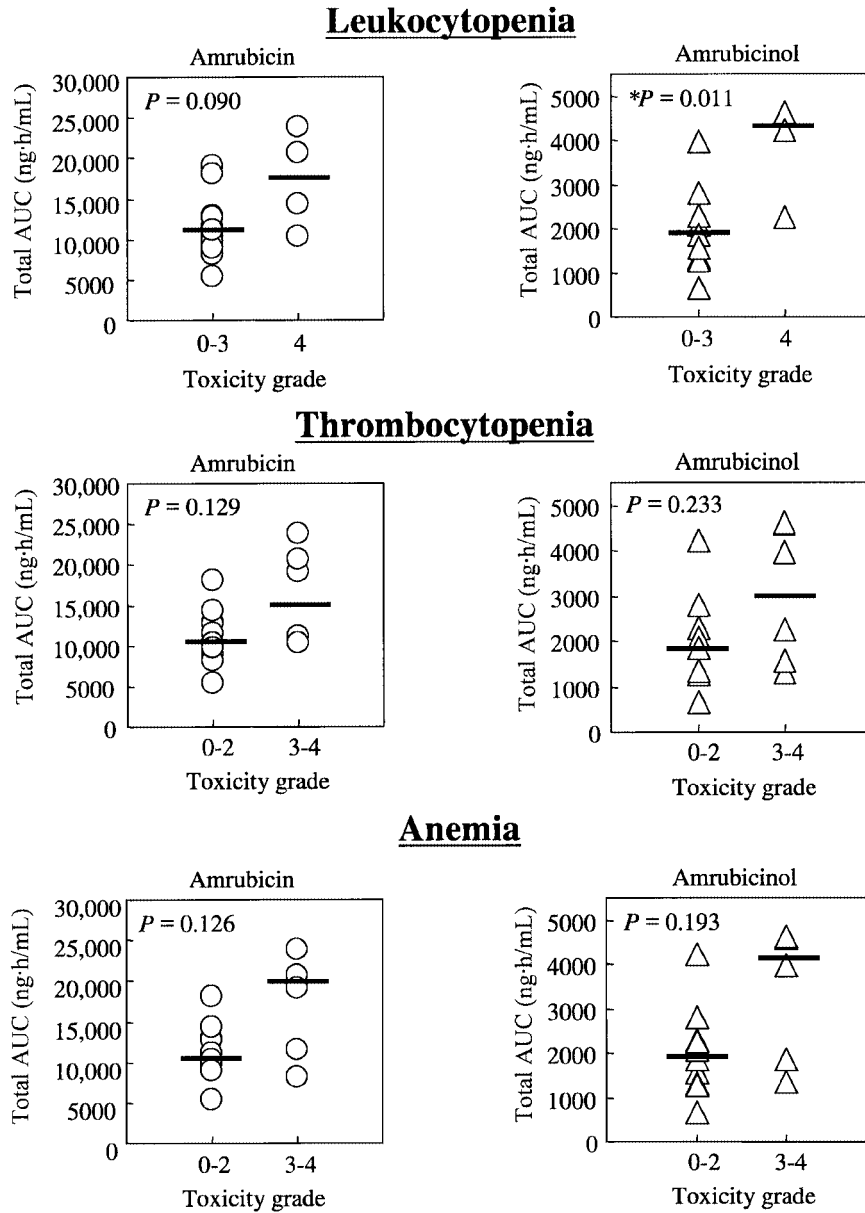 Leukocytopenia
Amrubicin
P = 0.090
Total AUC (ng·h/mL)
30,000
25,000
20,000
15,000
10,000
5000
0
0-3
4
Toxicity grade
Amrubicinol
*P = 0.011
Total AUC (ng·h/mL)
5000
4000
3000
2000
1000
0
0-3
4
Toxicity grade
Thrombocytopenia
Amrubicin
P = 0.129
Total AUC (ng·h/mL)
30,000
25,000
20,000
15,000
10,000
5000
0
0-2
3-4
Toxicity grade
Amrubicinol
P = 0.233
Total AUC (ng·h/mL)
5000
4000
3000
2000
1000
0
0-2
3-4
Toxicity grade
Anemia
Amrubicin
P = 0.126
Total AUC (ng·h/mL)
30,000
25,000
20,000
15,000
10,000
5000
0
0-2
3-4
Toxicity grade
Amrubicinol
P = 0.193
Total AUC (ng·h/mL)
5000
4000
3000
2000
1000
0
0-2
3-4
Toxicity grade